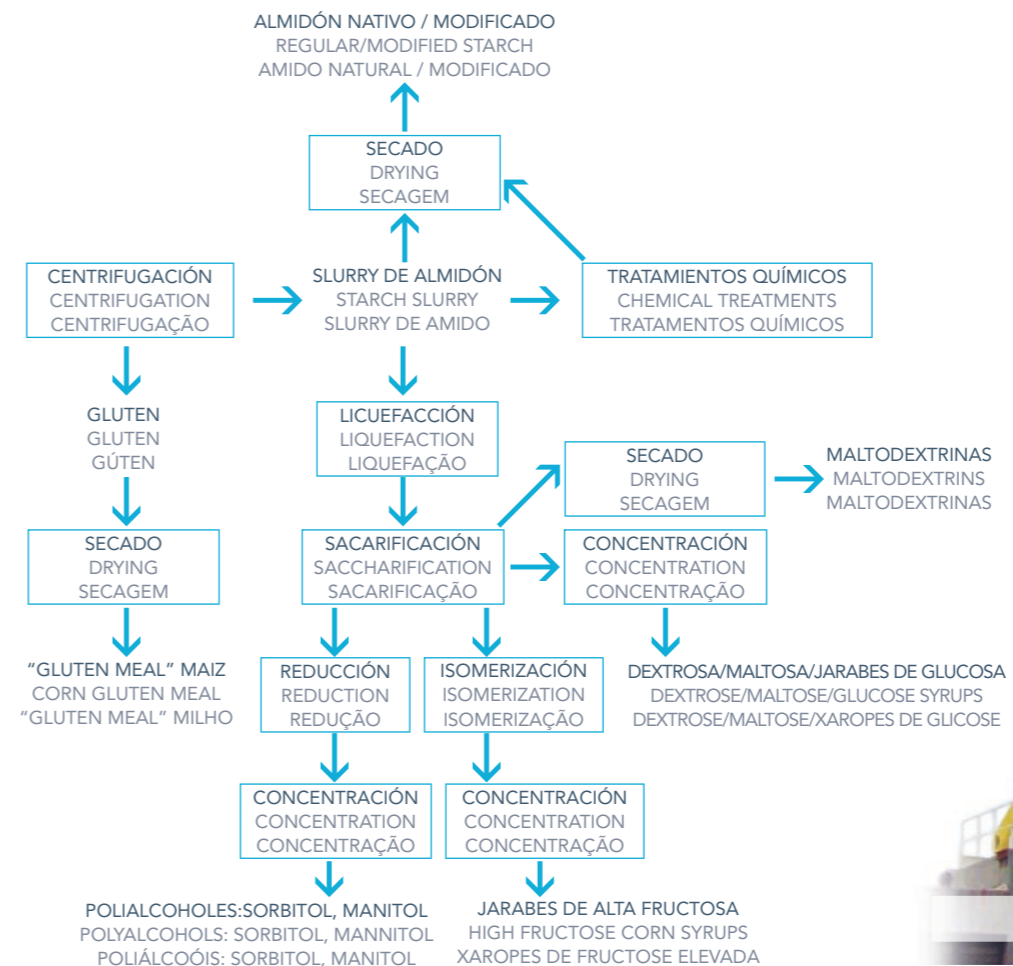 ALMIDÓN NATIVO / MODIFICADO
REGULAR/MODIFIED STARCH
AMIDO NATURAL / MODIFICADO
SECADO
DRYING
SECAGEM
CENTRIFUGACIÓN
CENTRIFUGATION
CENTRIFUGAÇÃO
SLURRY DE ALMIDÓN
STARCH SLURRY
SLURRY DE AMIDO
TRATAMIENTOS QUÍMICOS
CHEMICAL TREATMENTS
TRATAMENTOS QUÍMICOS
GLUTEN
GLUTEN
GÚTEN
LICUEFACCIÓN
LIQUEFACTION
LIQUEFAÇÃO
SECADO
DRYING
SECAGEM
MALTODEXTRINAS
MALTODEXTRINS
MALTODEXTRINAS
SECADO
DRYING
SECAGEM
SACARIFICACIÓN
SACCHARIFICATION
SACARIFICAÇÃO
CONCENTRACIÓN
CONCENTRATION
CONCENTRAÇÃO
"GLUTEN MEAL" MAIZ
CORN GLUTEN MEAL
"GLUTEN MEAL" MILHO
REDUCCIÓN
REDUCTION
REDUÇÃO
ISOMERIZACIÓN
ISOMERIZATION
ISOMERIZAÇÃO
DEXTROSA/MALTOSA/JARABES DE GLUCOSA
DEXTROSE/MALTOSE/GLUCOSE SYRUPS
DEXTROSE/MALTOSE/XAROPES DE GLICOSE
CONCENTRACIÓN
CONCENTRATION
CONCENTRAÇÃO
CONCENTRACIÓN
CONCENTRATION
CONCENTRAÇÃO
POLIALCOHOLES:SORBITOL, MANITOL
POLYALCOHOLS: SORBITOL, MANNITOL
POLIÁLCOÓIS: SORBITOL, MANITOL
JARABES DE ALTA FRUCTOSA
HIGH FRUCTOSE CORN SYRUPS
XAROPES DE FRUCTOSE ELEVADA